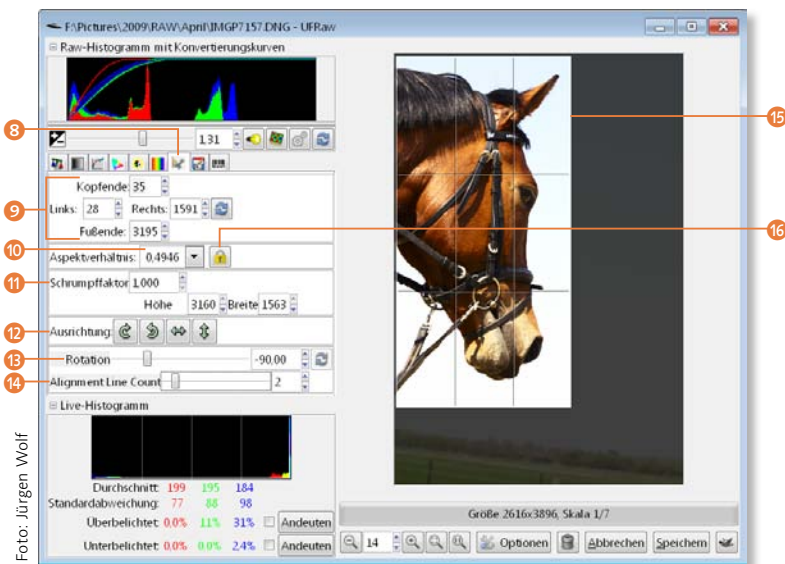 F:\Pictures\2009\RAW\April\IMGP7157.DNG - UFRaw
Raw-Histogramm mit Konvertierungskurven
8
1.31
Kopfende: 35
9
Links: 28 Rechts: 1591
Fußende: 3195
10
Aspektverhältnis: 0,4946
16
11
Schrumpffaktor 1,000
Höhe 3160 Breite 1563
12
Ausrichtung:
13
Rotation -90,00
14
Alignment Line Count 2
15
Live-Histogramm
Durchschnitt: 199 195 184
Standardabweichung: 77 88 98
Überbelichtet: 0,0% 11% 31% Andeuten
Unterbelichtet: 0,0% 0,0% 2,4% Andeuten
Größe 2616x3896, Skala 1/7
14 Optionen Abbrechen Speichern
Foto: Jürgen Wolf